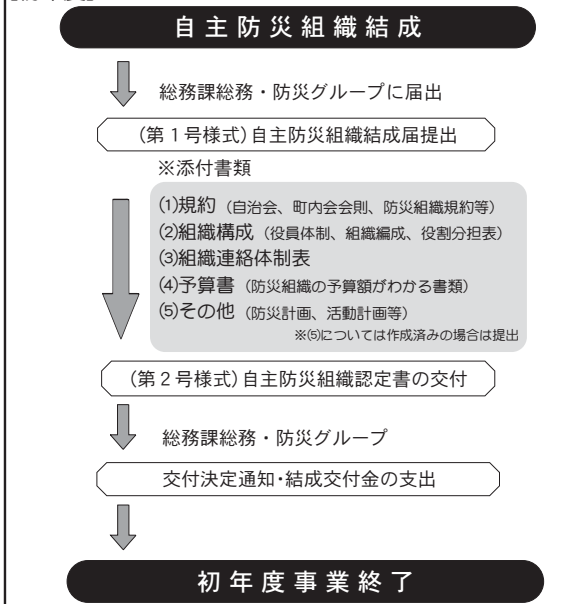 自主防災組織結成
総務課総務・防災グループに届出
(第1号様式)自主防災組織結成届提出
※添付書類
⑴規約（自治会、町内会会則、防災組織規約等）
⑵組織構成（役員体制、組織編成、役割分担表）
⑶組織連絡体制表
⑷予算書（防災組織の予算額がわかる書類）
⑸その他（防災計画、活動計画等）
※⑸については作成済みの場合は提出
(第2号様式)自主防災組織認定書の交付
総務課総務・防災グループ
交付決定通知・結成交付金の支出
初年度事業終了